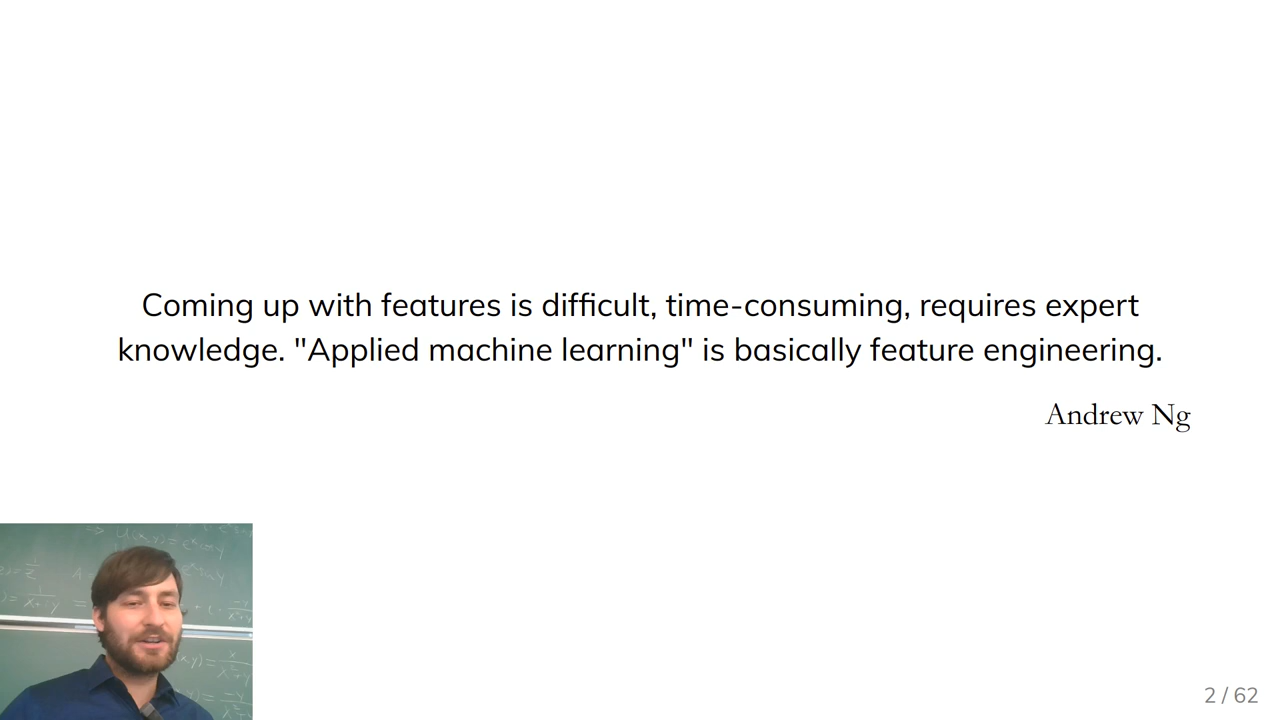 Coming up with features is difficult, time-consuming, requires expert
knowledge. "Applied machine learning" is basically feature engineering.
Andrew Ng
2 / 62